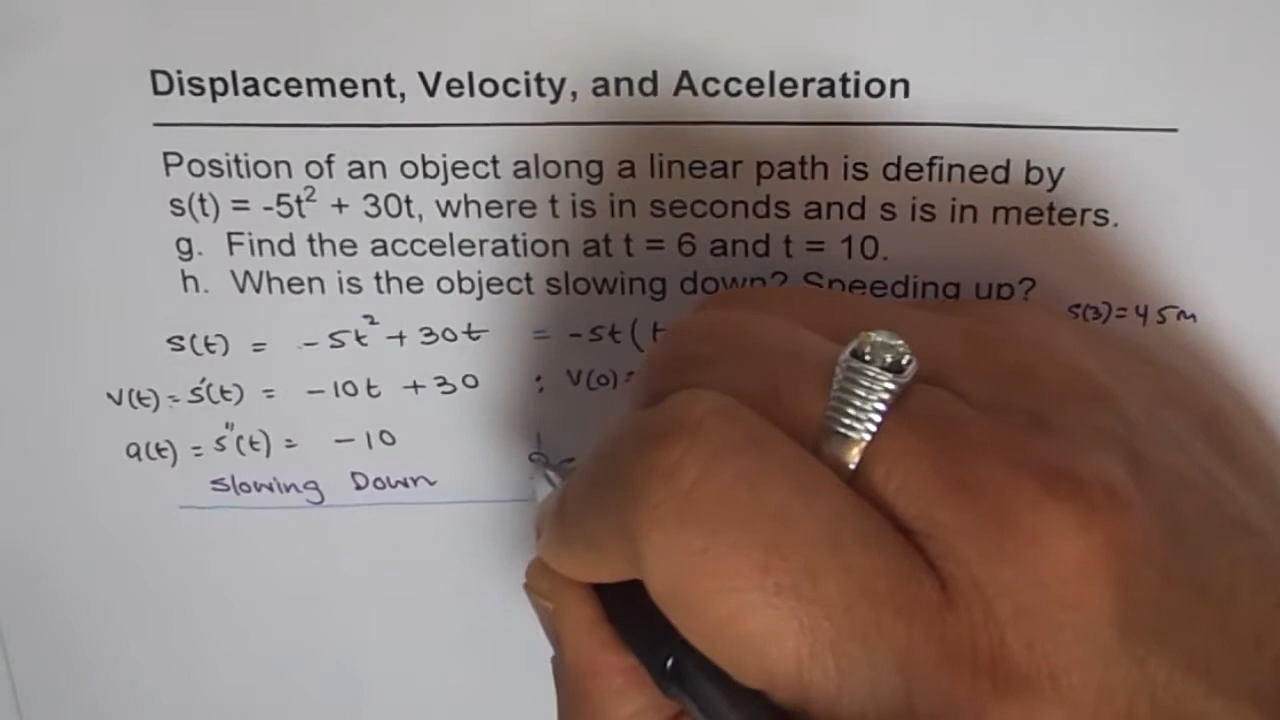 Displacement, Velocity, and Acceleration
Position of an object along a linear path is defined by
s(t) = -5t² + 30t, where t is in seconds and s is in meters.
g. Find the acceleration at t = 6 and t = 10.
h. When is the object slowing down? Speeding up?
s(3) = 45m
s(t) = -5t² + 30t = -5t(t
v(t) = s'(t) = -10t + 30 : v(0) =
a(t) = s"(t) = -10
Slowing Down